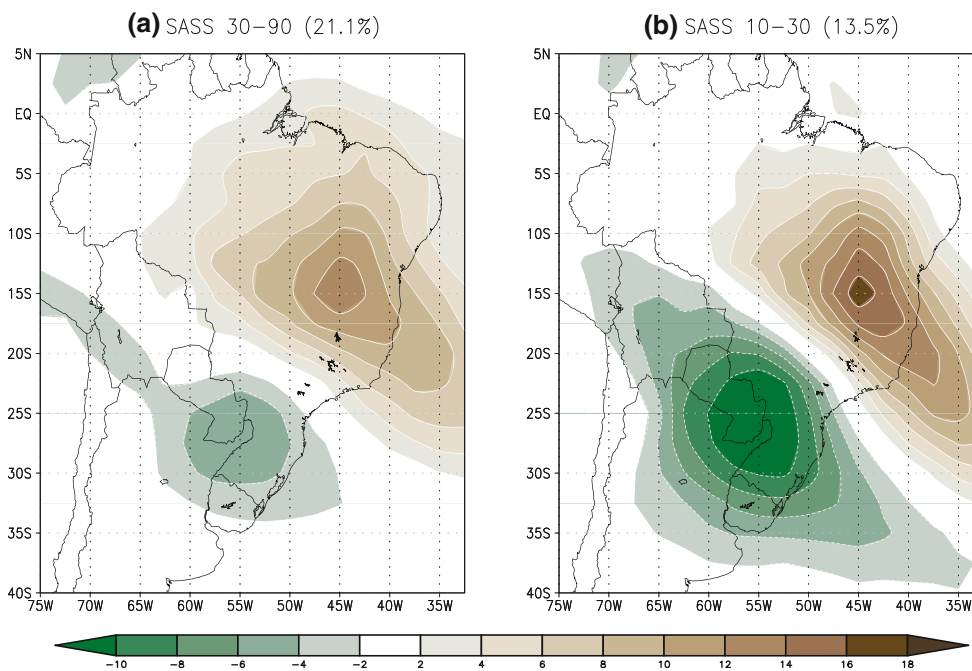 (a) SASS 30-90 (21.1%)
(b) SASS 10-30 (13.5%)
5N
EQ
5S
10S
15S
20S
25S
30S
35S
40S
75W 70W 65W 60W 55W 50W 45W 40W 35W
5N
EQ
5S
10S
15S
20S
25S
30S
35S
40S
75W 70W 65W 60W 55W 50W 45W 40W 35W
-10 -8 -6 -4 -2 2 4 6 8 10 12 14 16 18